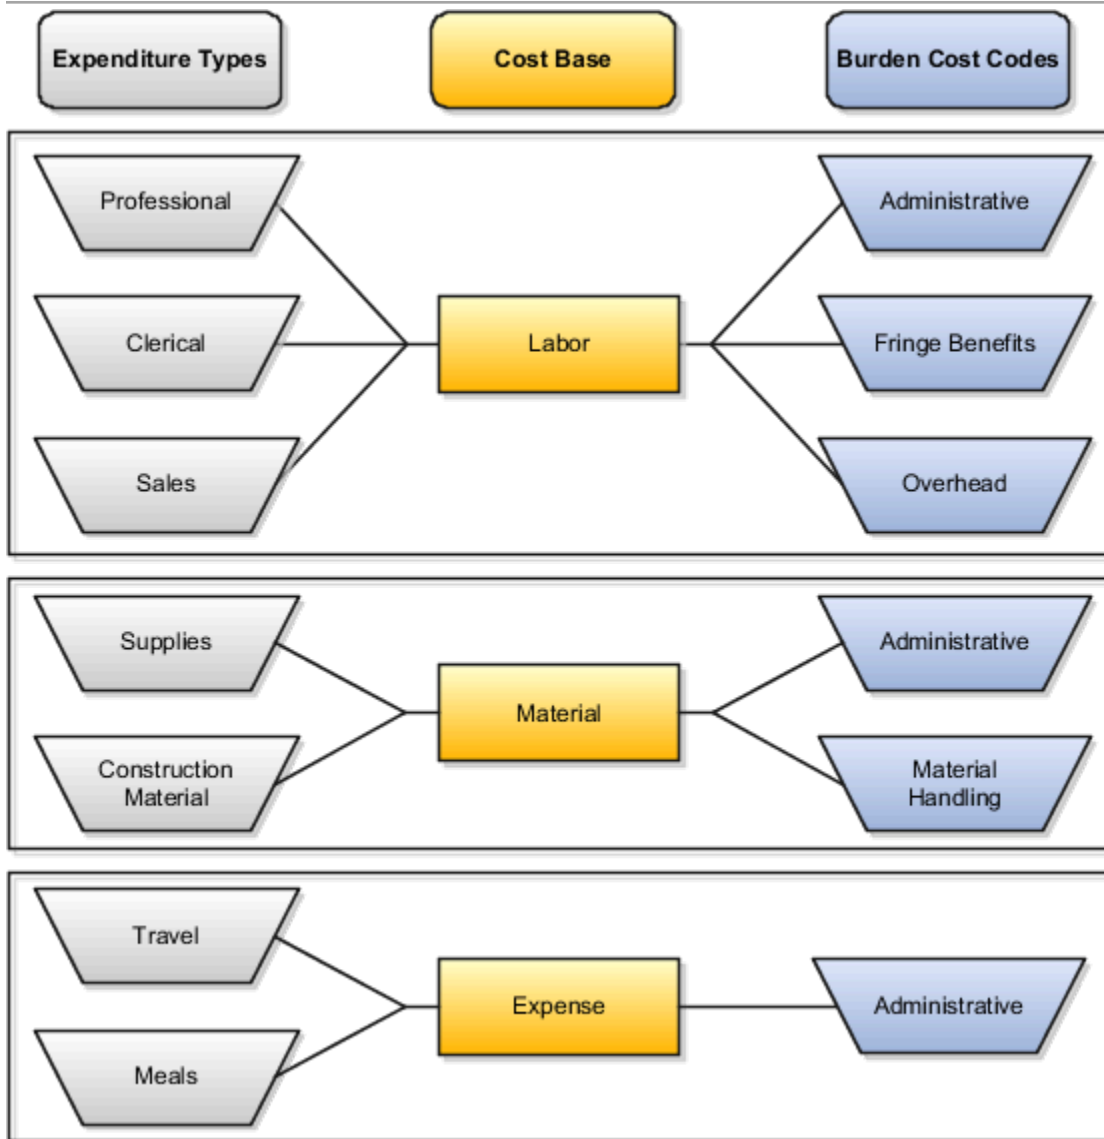 Expenditure Types
Cost Base
Burden Cost Codes
Professional
Administrative
Clerical
Labor
Fringe Benefits
Sales
Overhead
Supplies
Administrative
Material
Construction
Material
Material
Handling
Travel
Expense
Administrative
Meals